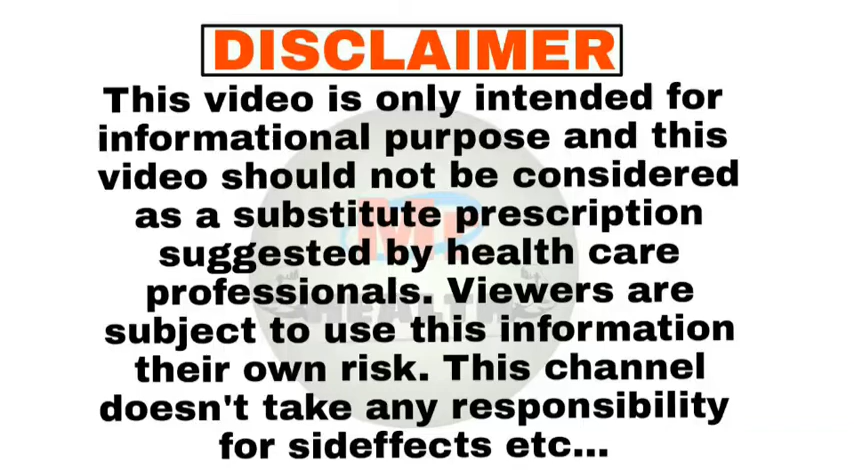 DISCLAIMER
This video is only intended for
informational purpose and this
video should not be considered
as a substitute prescription
suggested by health care
professionals. Viewers are
subject to use this information
their own risk. This channel
doesn't take any responsibility
for sideffects etc...